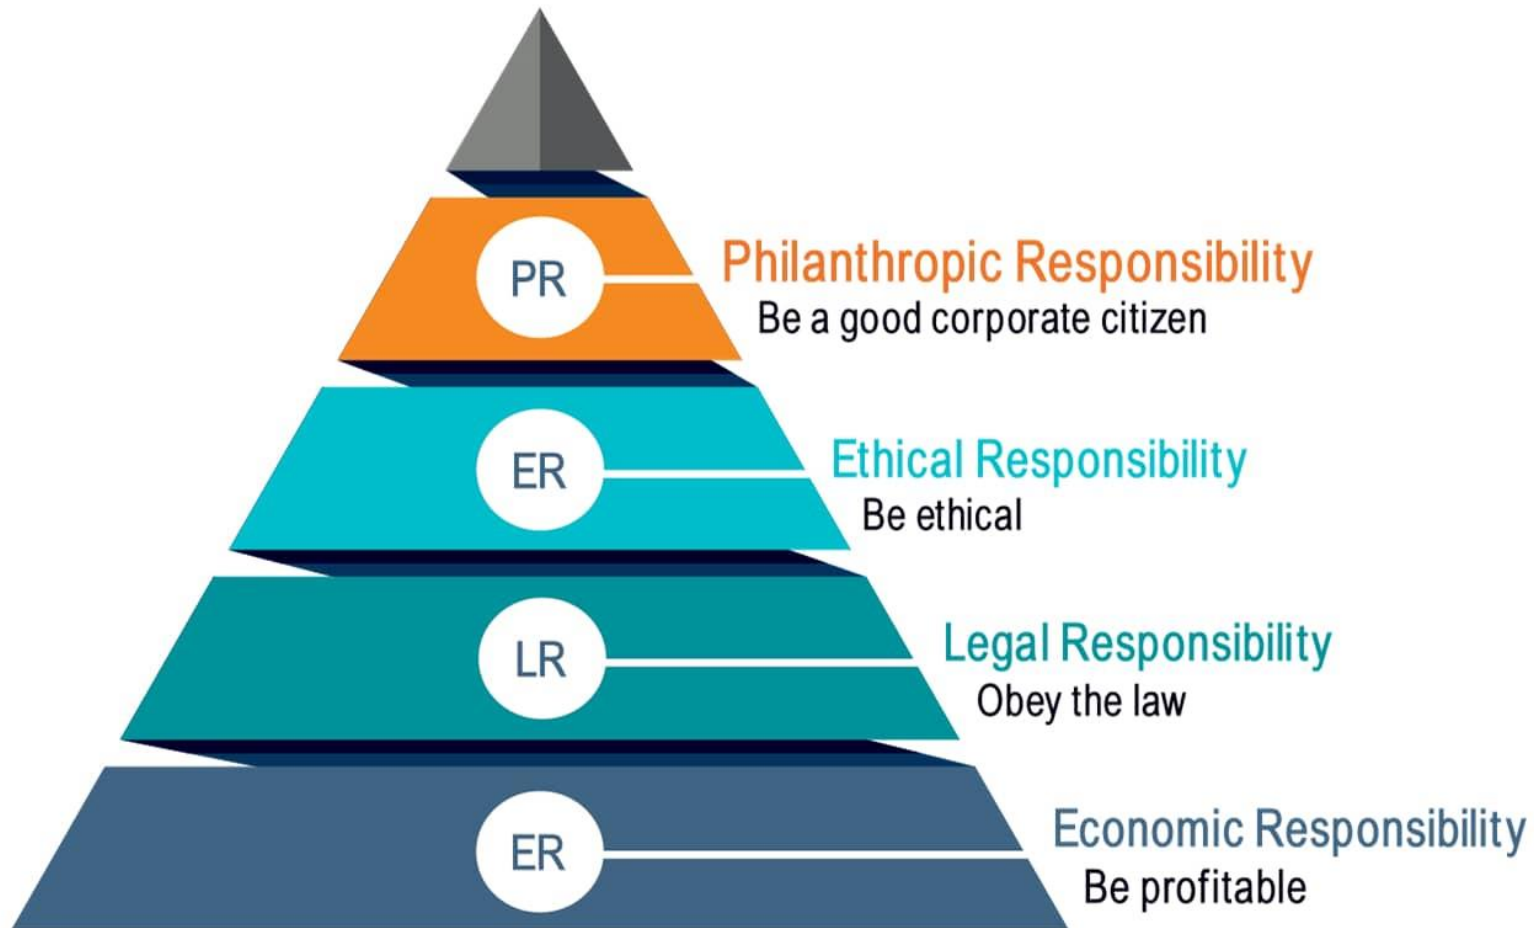 PR
Philanthropic Responsibility
Be a good corporate citizen
ER
Ethical Responsibility
Be ethical
LR
Legal Responsibility
Obey the law
ER
Economic Responsibility
Be profitable